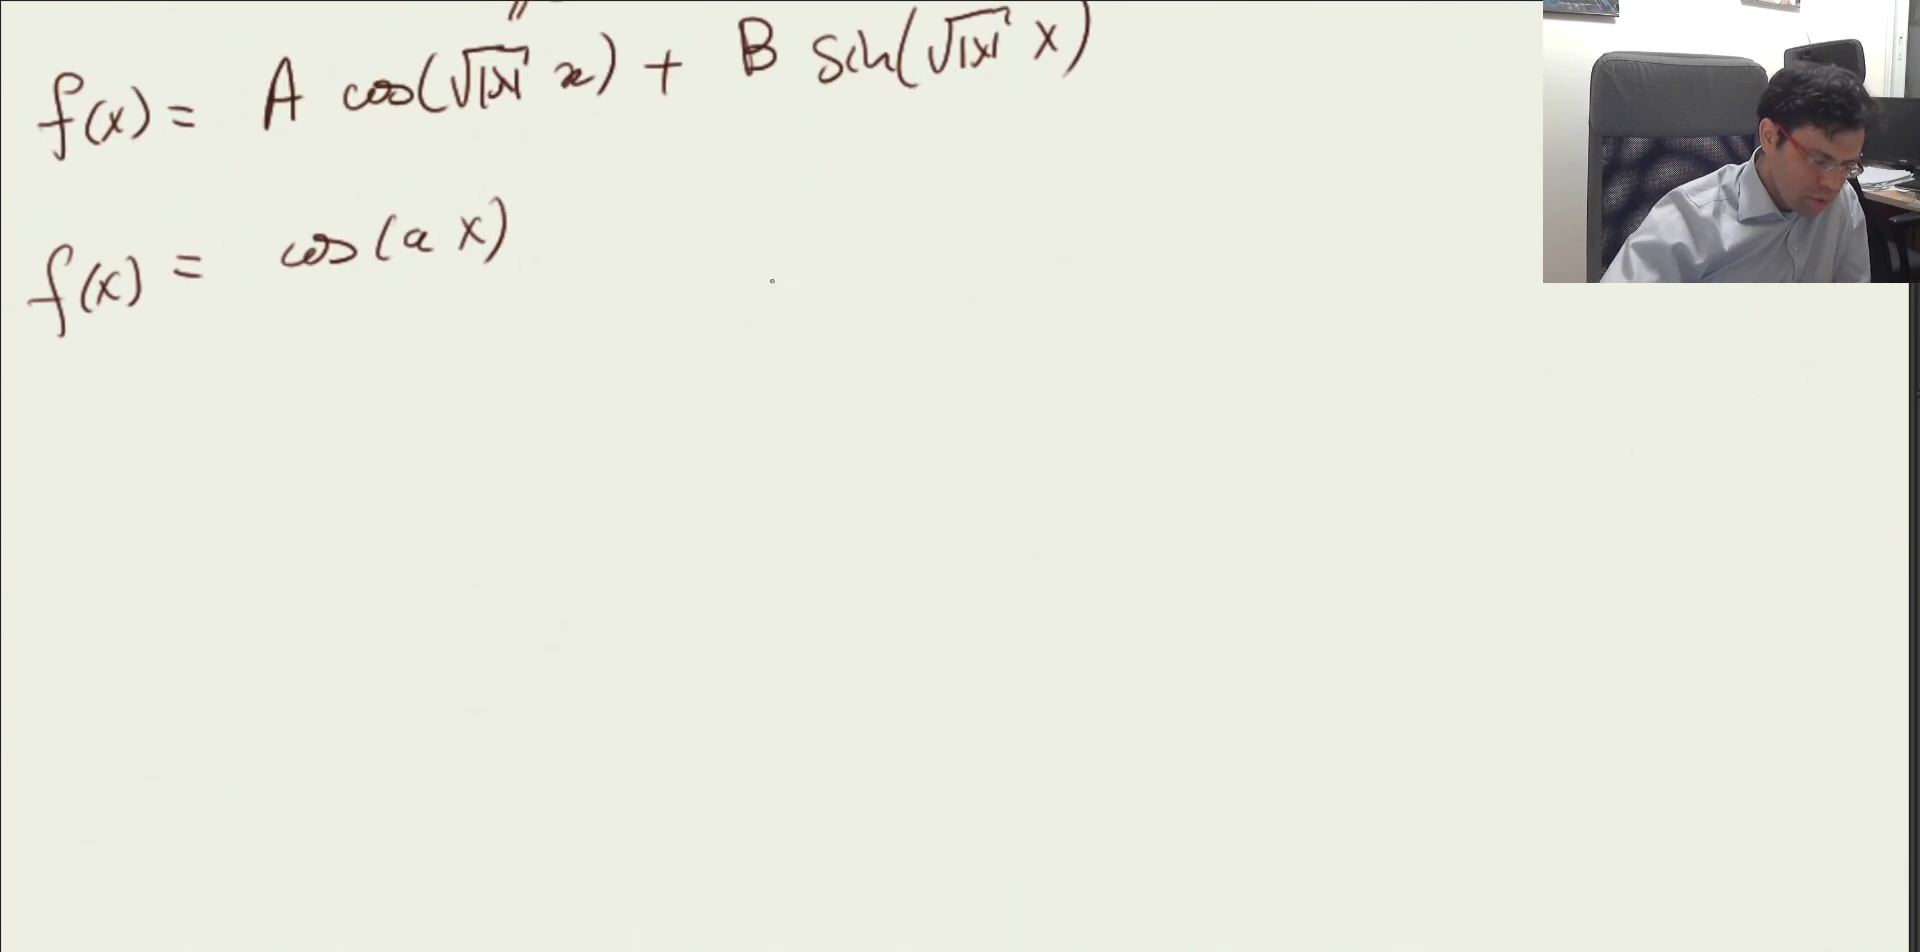 f(x) = A cos(√|λ| x) + B sin(√|λ| x)
f(x) = cos(a x)